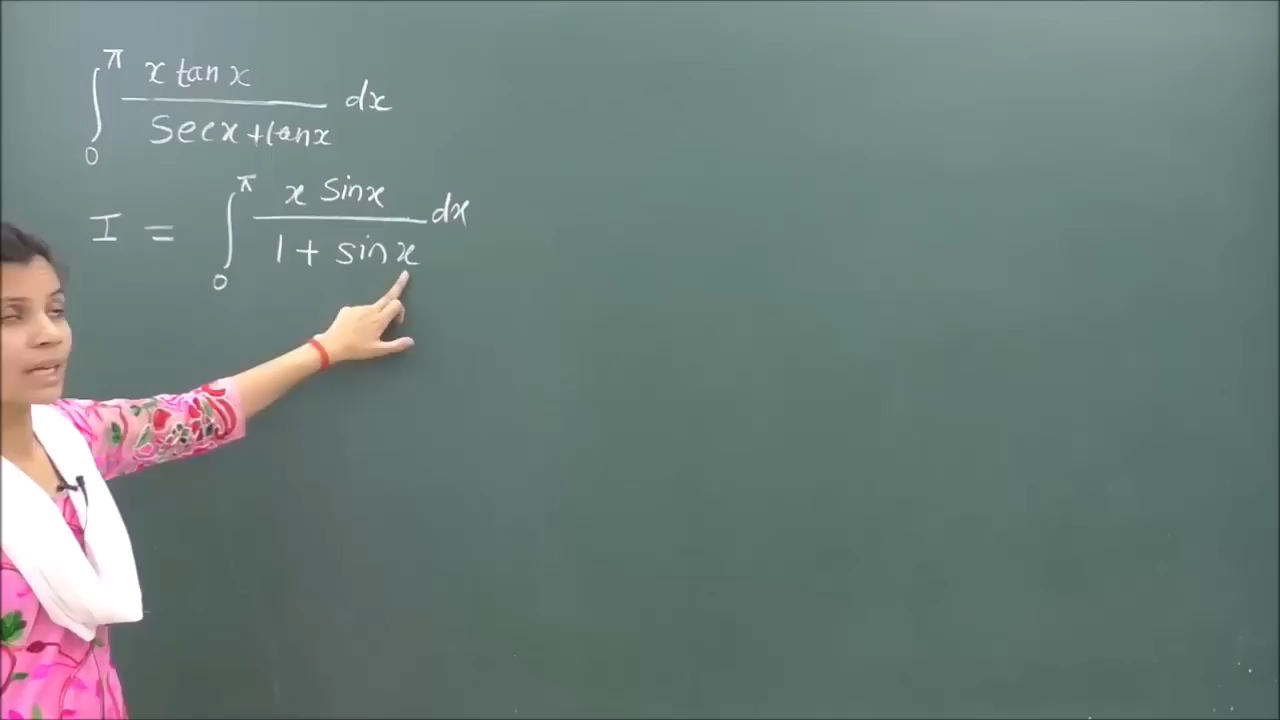 ∫₀^π (x tan x)/(sec x + tan x) dx
I = ∫₀^π (x sin x)/(1 + sin x) dx